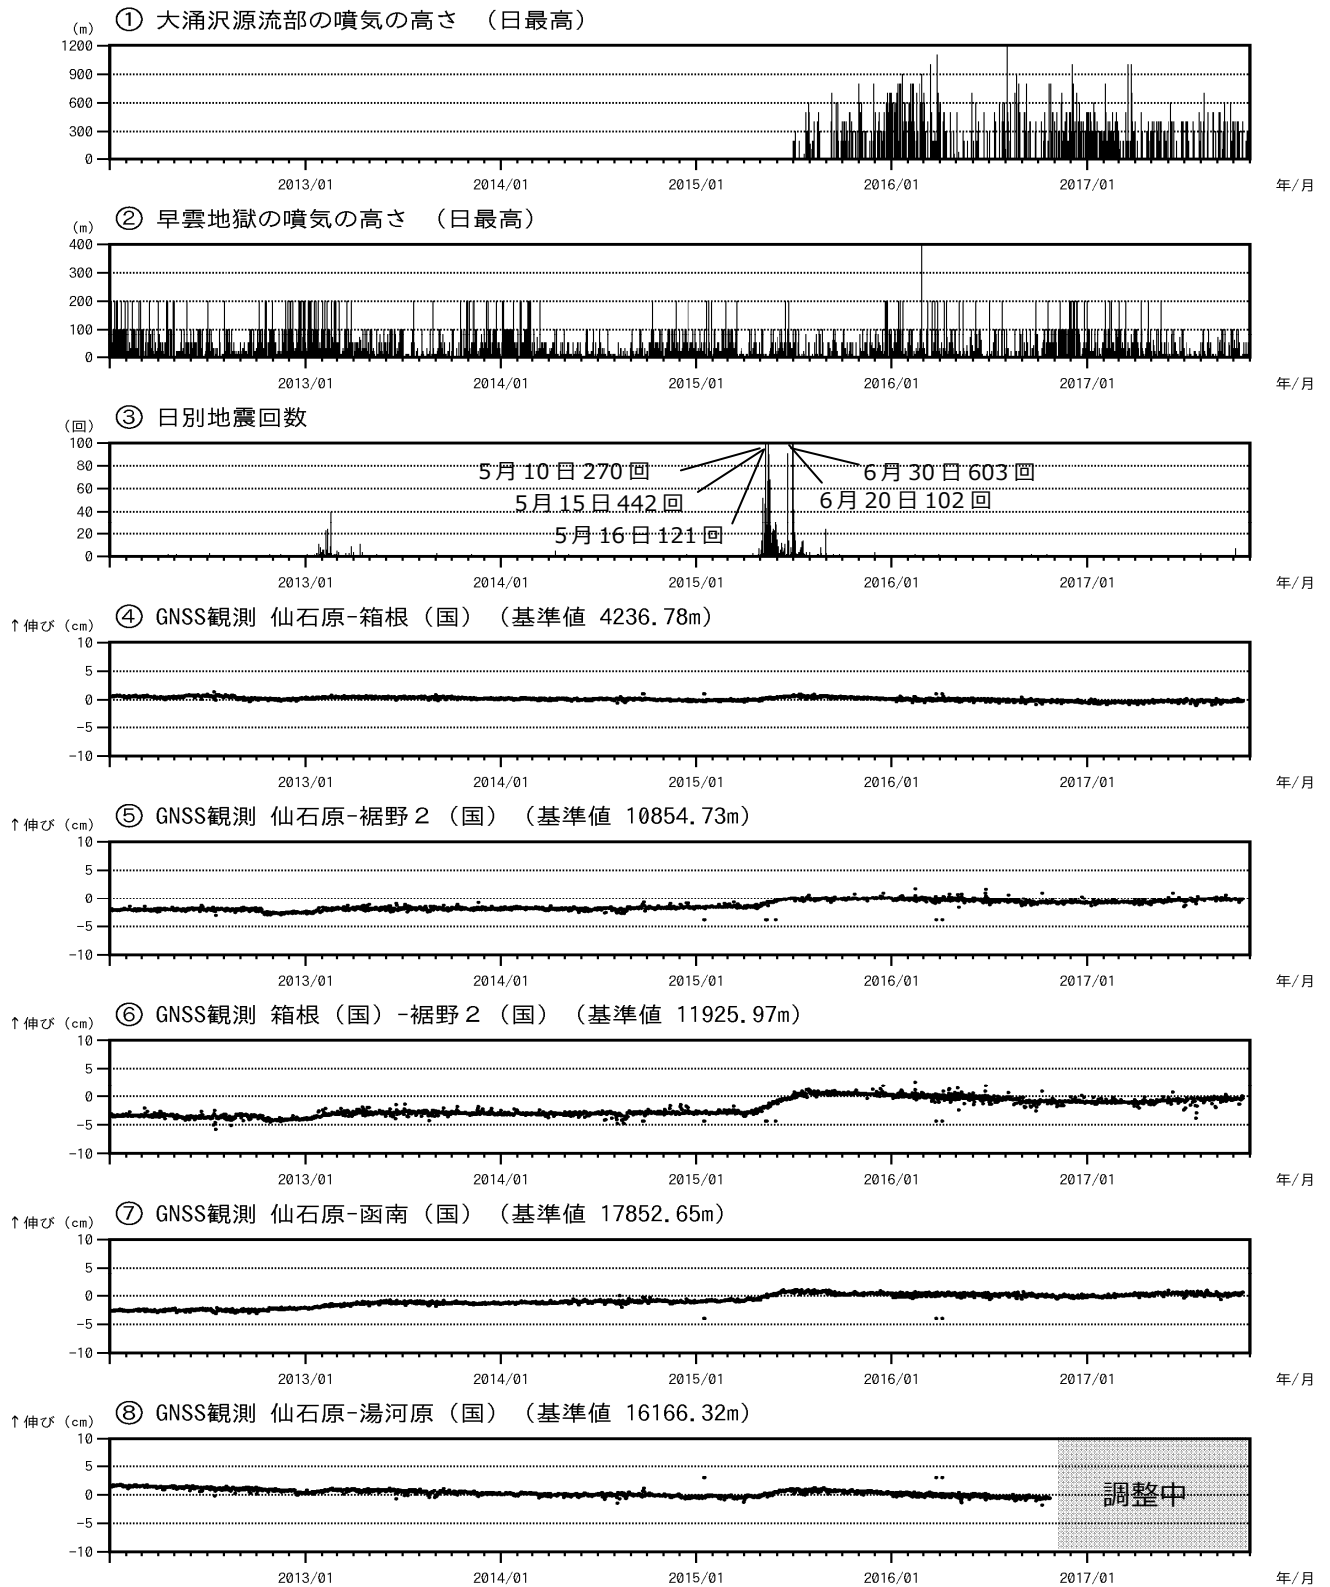 ① 大涌沢源流部の噴気の高さ （日最高）
(m)
1200
900
600
300
0
2013/01 2014/01 2015/01 2016/01 2017/01 年/月
② 早雲地獄の噴気の高さ （日最高）
(m)
400
300
200
100
0
2013/01 2014/01 2015/01 2016/01 2017/01 年/月
③ 日別地震回数
(回)
100
80
60
40
20
0
5月10日270回
5月15日442回
5月16日121回
6月30日603回
6月20日102回
2013/01 2014/01 2015/01 2016/01 2017/01 年/月
④ GNSS観測 仙石原-箱根（国）（基準値 4236.78m）
↑伸び (cm)
10
5
0
-5
-10
2013/01 2014/01 2015/01 2016/01 2017/01 年/月
⑤ GNSS観測 仙石原-裾野２（国）（基準値 10854.73m）
↑伸び (cm)
10
5
0
-5
-10
2013/01 2014/01 2015/01 2016/01 2017/01 年/月
⑥ GNSS観測 箱根（国）-裾野２（国）（基準値 11925.97m）
↑伸び (cm)
10
5
0
-5
-10
2013/01 2014/01 2015/01 2016/01 2017/01 年/月
⑦ GNSS観測 仙石原-函南（国）（基準値 17852.65m）
↑伸び (cm)
10
5
0
-5
-10
2013/01 2014/01 2015/01 2016/01 2017/01 年/月
⑧ GNSS観測 仙石原-湯河原（国）（基準値 16166.32m）
↑伸び (cm)
10
5
0
-5
-10
調整中
2013/01 2014/01 2015/01 2016/01 2017/01 年/月